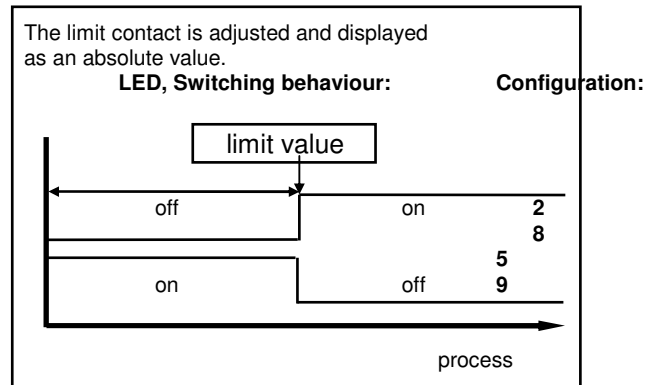 The limit contact is adjusted and displayed
as an absolute value.
LED, Switching behaviour: Configuration:
limit value
off on 2
8
5
on off 9
process